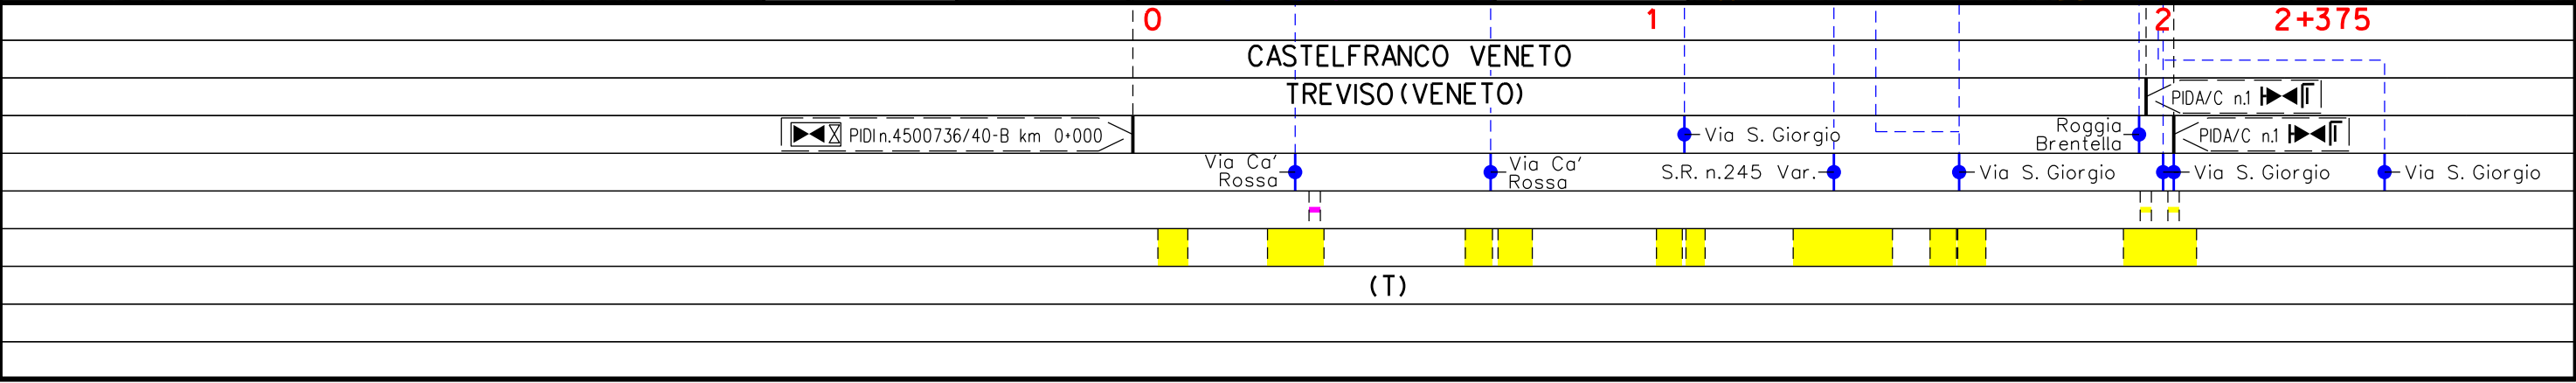 0 1 2 2+375
CASTELFRANCO VENETO
TREVISO (VENETO)
PIDA/C n.1
PIDI n.4500736/40-B km 0+000
Via S. Giorgio
Roggia
Brentella
PIDA/C n.1
Via Ca'
Rossa
Via Ca'
Rossa
S.R. n.245 Var.
Via S. Giorgio
Via S. Giorgio
Via S. Giorgio
(T)